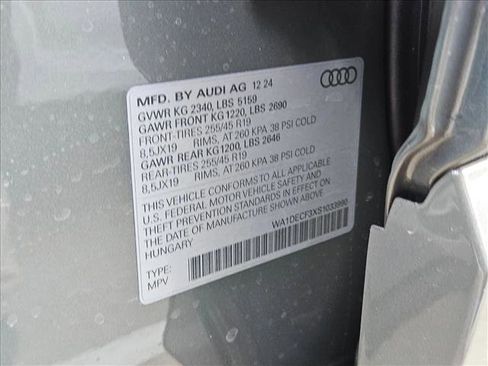 MFD. BY AUDI AG 12 24
GVWR KG 2340, LBS 5159
GAWR FRONT KG 1220, LBS 2690
FRONT-TIRES 255/45 R19
8,5JX19 RIMS, AT 260 KPA 38 PSI COLD
GAWR REAR KG1200, LBS 2646
REAR-TIRES 255/45 R19
8,5JX19 RIMS, AT 260 KPA 38 PSI COLD
THIS VEHICLE CONFORMS TO ALL APPLICABLE
U.S. FEDERAL MOTOR VEHICLE SAFETY AND
THEFT PREVENTION STANDARDS IN EFFECT ON
THE DATE OF MANUFACTURE SHOWN ABOVE
HUNGARY
WA1DECF3XS1033990
TYPE:
MPV